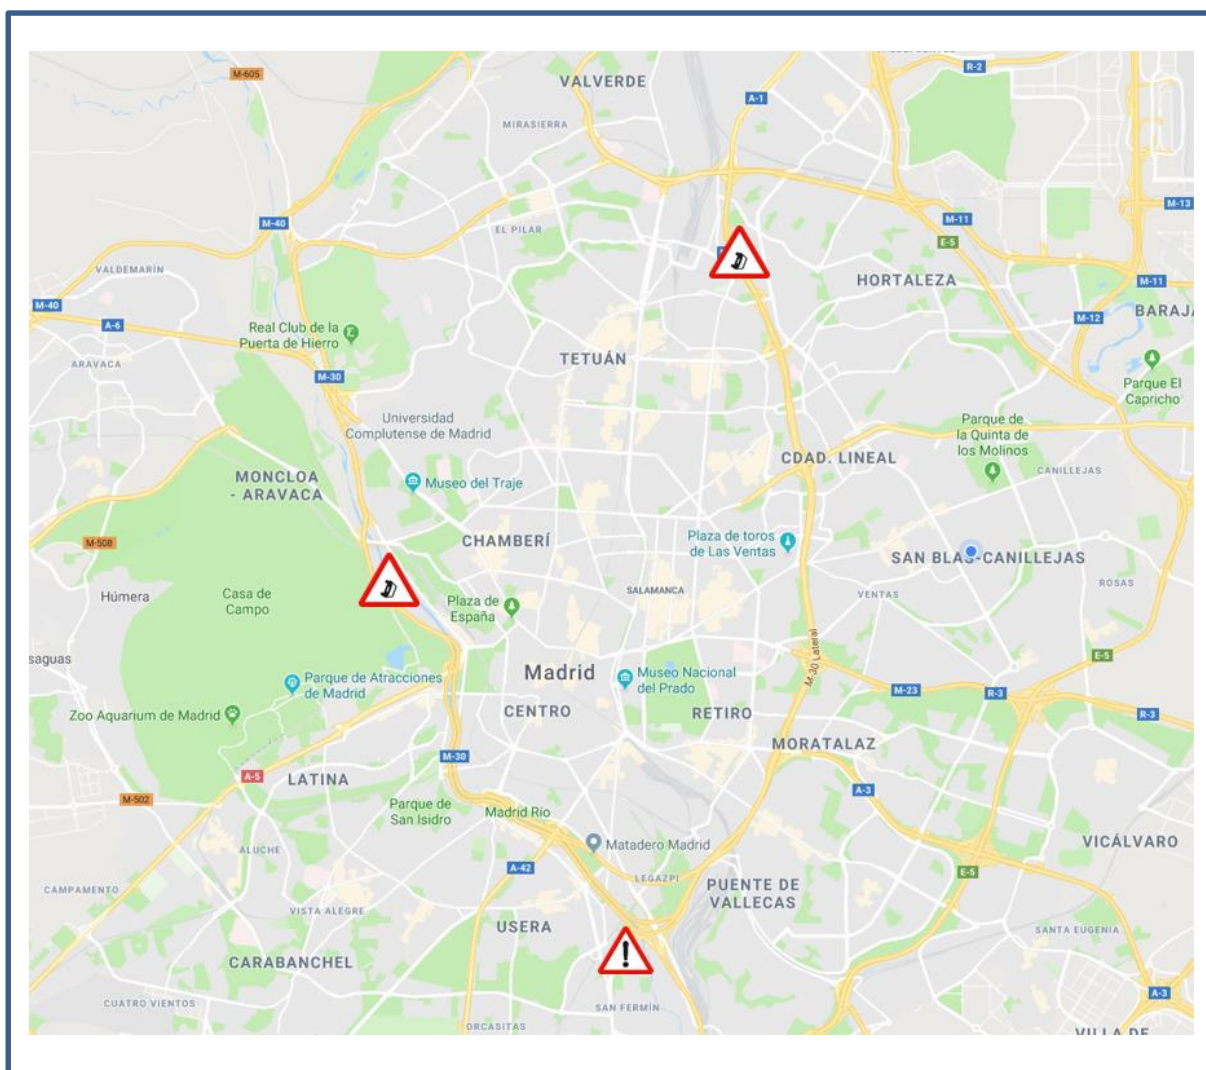 M-605
R-2
VALVERDE
A-1
MIRASIERRA
M-13
M-40
M-11
EL PILAR
E-5
VALDEMARÍN
HORTALEZA
M-11
M-40
M-12
BARAJA
A-6
Real Club de la
Puerta de Hierro
ARAVACA
TETUÁN
M-30
Parque El
Capricho
Universidad
Complutense de Madrid
Parque de
la Quinta de
los Molinos
CDAD. LINEAL
CANILLEJAS
MONCLOA
- ARAVACA
Museo del Traje
M-508
CHAMBERÍ
Plaza de toros
de Las Ventas
SAN BLAS-CANILLEJAS
ROSAS
Húmera
Casa de
Campo
SALAMANCA
VENTAS
Plaza de
España
saguas
M-30 Lateral
E-5
Parque de Atracciones
de Madrid
Madrid
Museo Nacional
del Prado
M-23
R-3
Zoo Aquarium de Madrid
CENTRO
RETIRO
R-3
MORATALAZ
M-30
A-5
LATINA
M-502
A-3
Parque de
San Isidro
Madrid Río
Matadero Madrid
VICÁLVARO
ALUCHE
A-42
LEGAZPI
E-5
CAMPAMENTO
PUENTE DE
VALLECAS
VISTA ALEGRE
USERA
SANTA EUGENIA
CARABANCHEL
!
CUATRO VIENTOS
SAN FERMÍN
A-3
ORCASITAS
VILLA DE